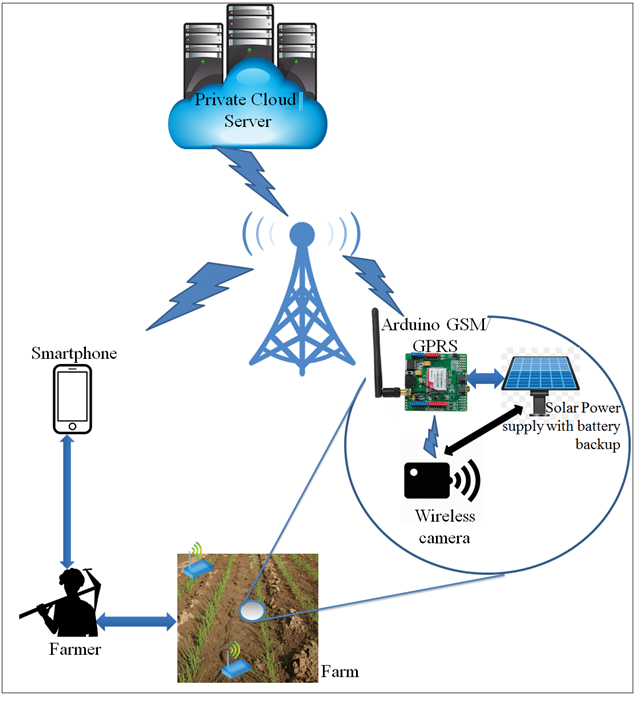 Private Cloud
Server
Arduino GSM/
GPRS
Smartphone
Solar Power
supply with battery
backup
Wireless
camera
Farmer
Farm